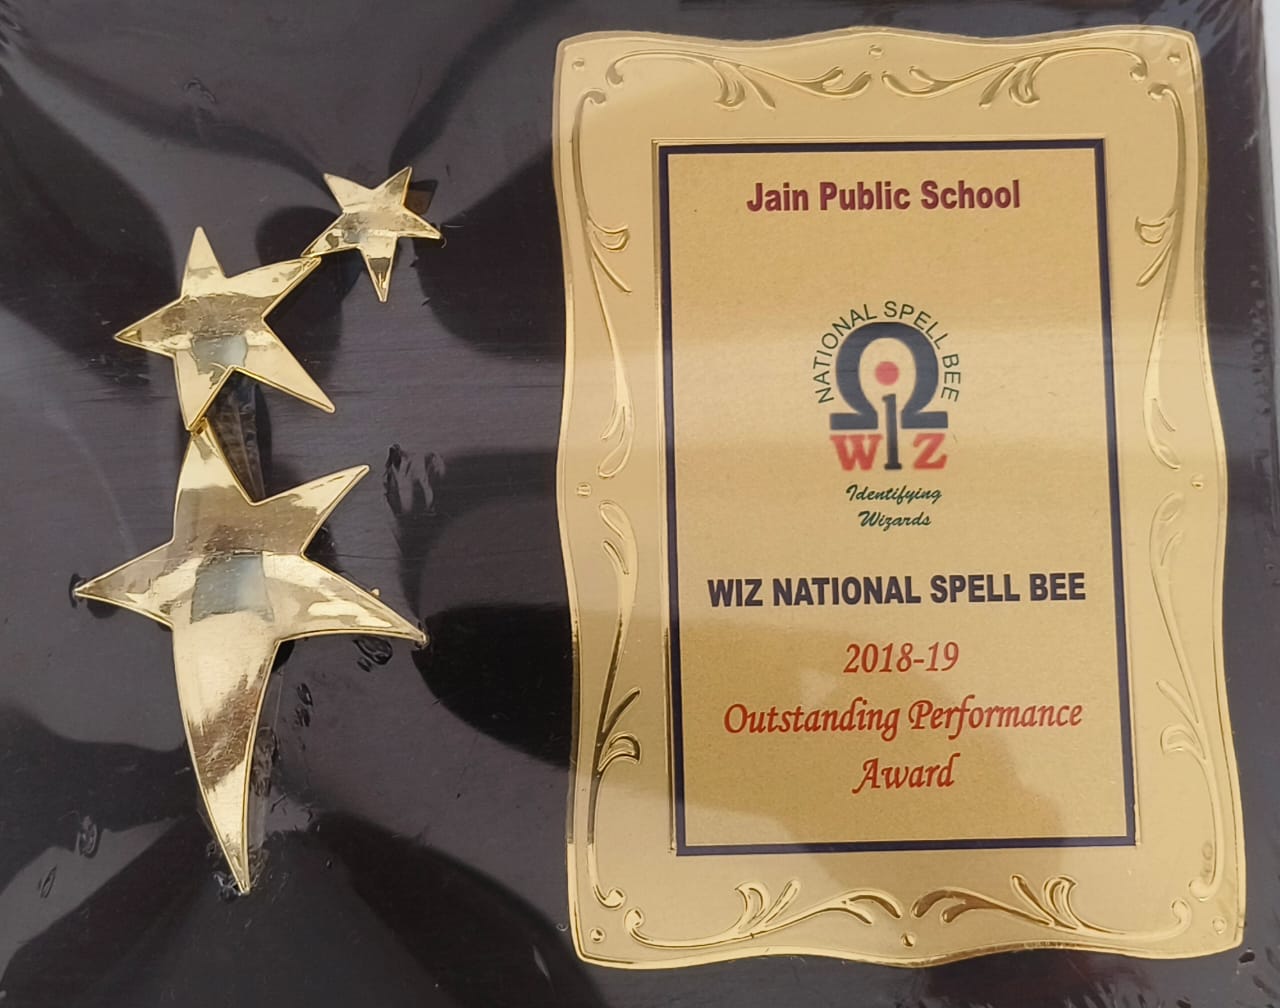 Jain Public School
NATIONAL SPELL BEE
WIZ
Identifying
Wizards
WIZ NATIONAL SPELL BEE
2018-19
Outstanding Performance
Award